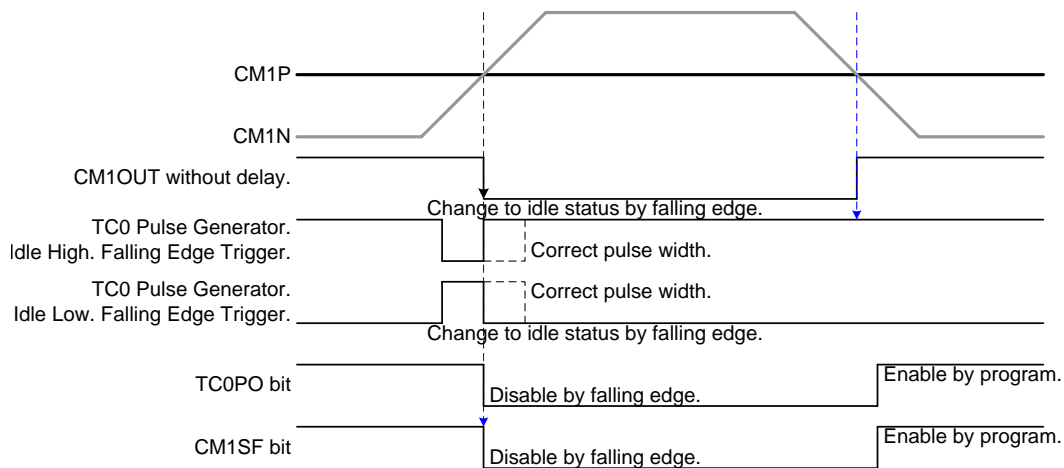 CM1P
CM1N
CM1OUT without delay.
Change to idle status by falling edge.
TC0 Pulse Generator.
Idle High. Falling Edge Trigger.
Correct pulse width.
TC0 Pulse Generator.
Idle Low. Falling Edge Trigger.
Correct pulse width.
Change to idle status by falling edge.
TC0PO bit
Disable by falling edge.
Enable by program.
CM1SF bit
Disable by falling edge.
Enable by program.